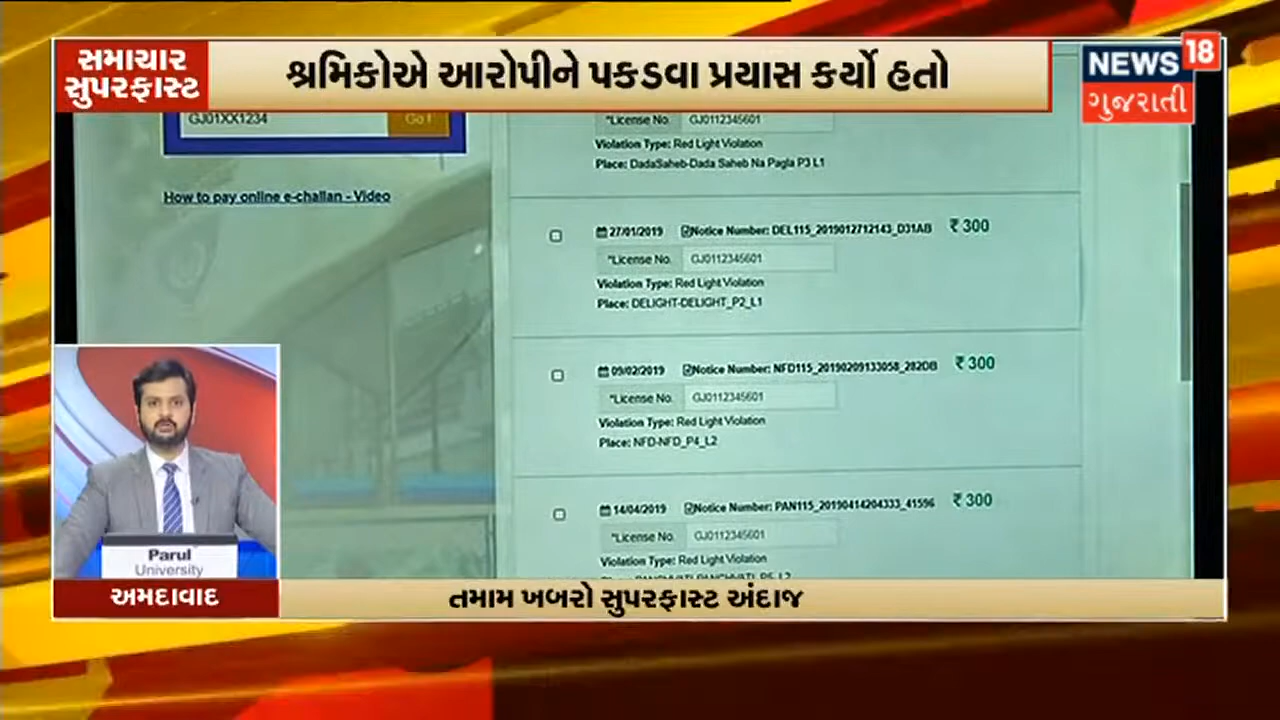 સમાચાર
સુપરફાસ્ટ
શ્રમિકોએ આરોપીને પકડવા પ્રયાસ કર્યો હતો
NEWS 18
ગુજરાતી
GJ01XX1234 Go !
How to pay online e-challan - Video
*License No. GJ0112345601
Violation Type: Red Light Violation
Place: DadaSaheb-Dada Saheb Na Pagla P3 L1
27/01/2019 Notice Number: DEL115_2019012712143_D31AB ₹ 300
*License No. GJ0112345601
Violation Type: Red Light Violation
Place: DELIGHT-DELIGHT_P2_L1
09/02/2019 Notice Number: NFD115_20190209133058_282DB ₹ 300
*License No. GJ0112345601
Violation Type: Red Light Violation
Place: NFD-NFD_P4_L2
14/04/2019 Notice Number: PAN115_20190414204333_41596 ₹ 300
*License No. GJ0112345601
Violation Type: Red Light Violation
Parul
University
અમદાવાદ
તમામ ખબરો સુપરફાસ્ટ અંદાજ